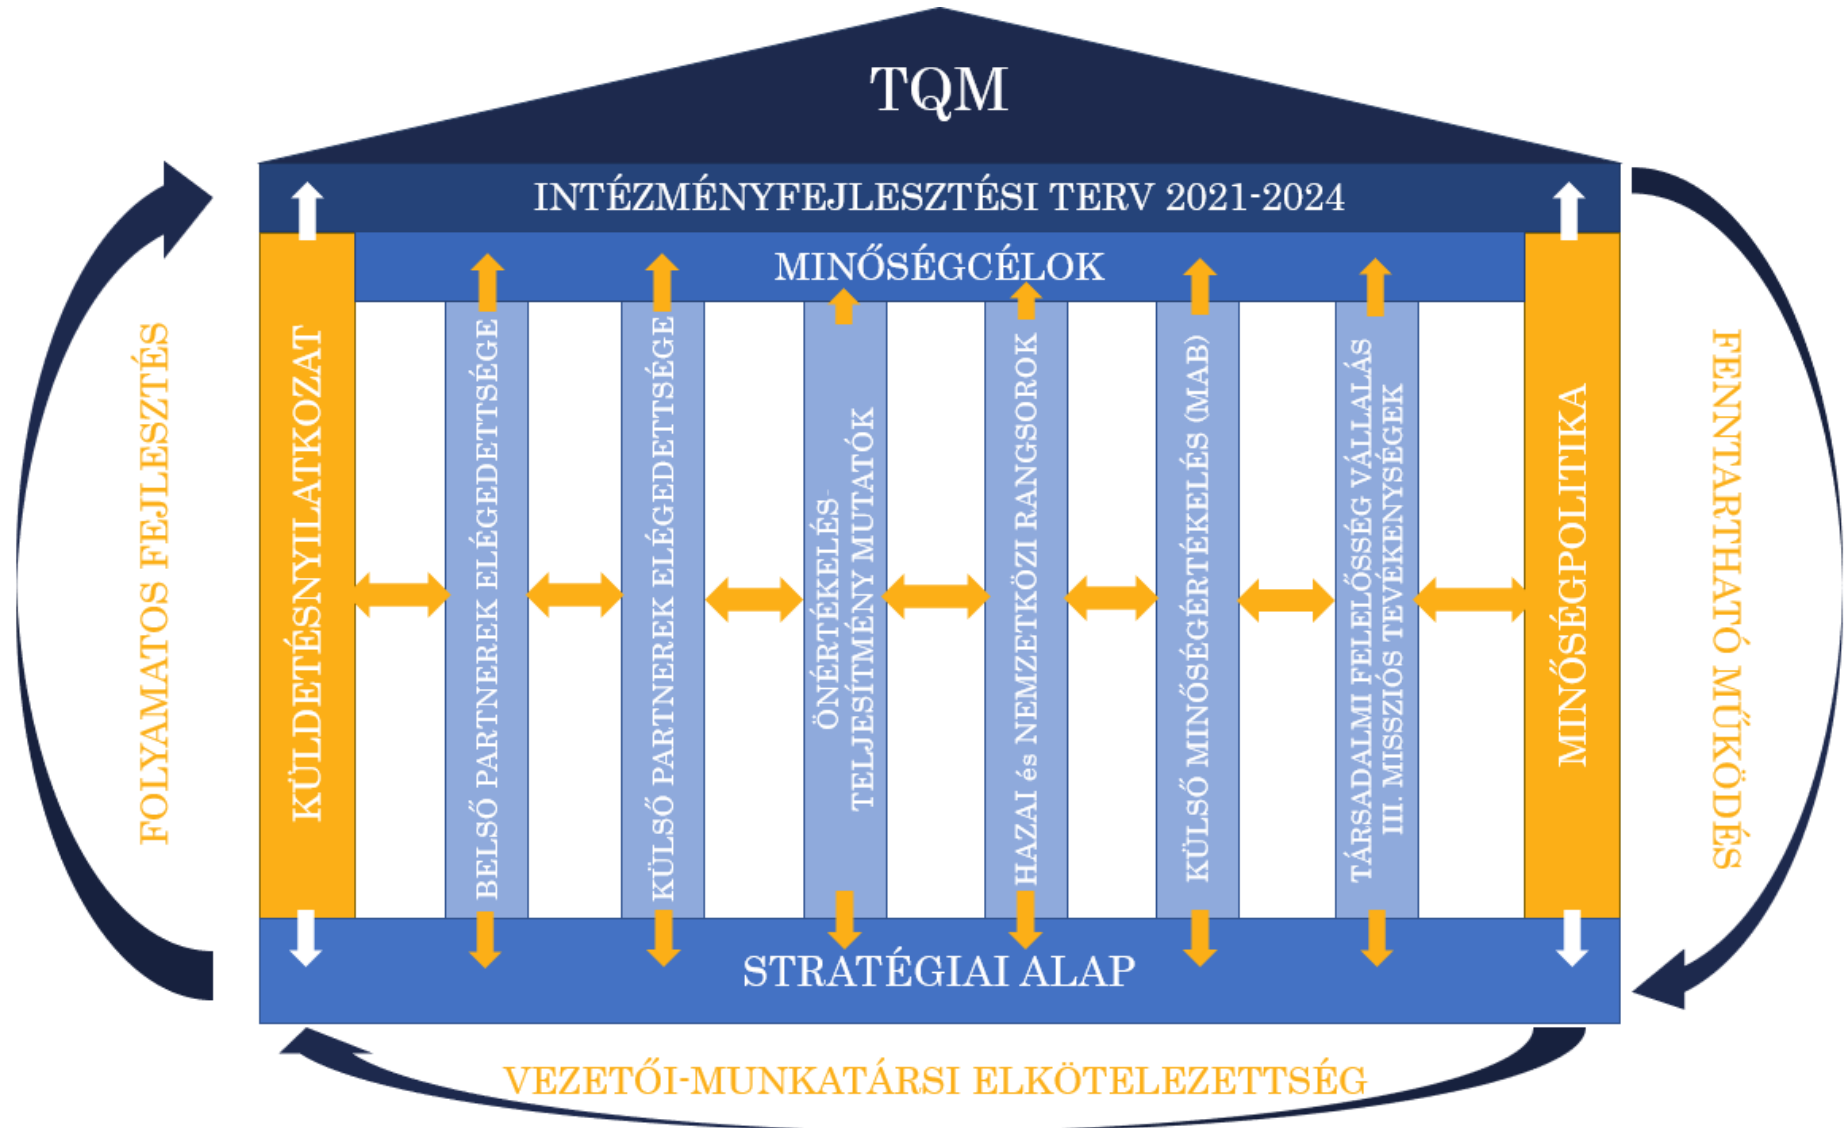 TQM
INTÉZMÉNYFEJLESZTÉSI TERV 2021-2024
MINŐSÉGCÉLOK
FOLYAMATOS FEJLESZTÉS
KÜLDETÉSNYILATKOZAT
BELSŐ PARTNEREK ELÉGEDETTSÉGE
KÜLSŐ PARTNEREK ELÉGEDETTSÉGE
ÖNÉRTÉKELÉS-
TELJESÍTMÉNY MUTATÓK
HAZAI és NEMZETKÖZI RANGSOROK
KÜLSŐ MINŐSÉGÉRTÉKELÉS (MAB)
TÁRSADALMI FELELŐSSÉG VÁLLALÁS
III. MISSZIÓS TEVÉKENYSÉGEK
MINŐSÉGPOLITIKA
FENNTARTHATÓ MŰKÖDÉS
STRATÉGIAI ALAP
VEZETŐI-MUNKATÁRSI ELKÖTELEZETTSÉG